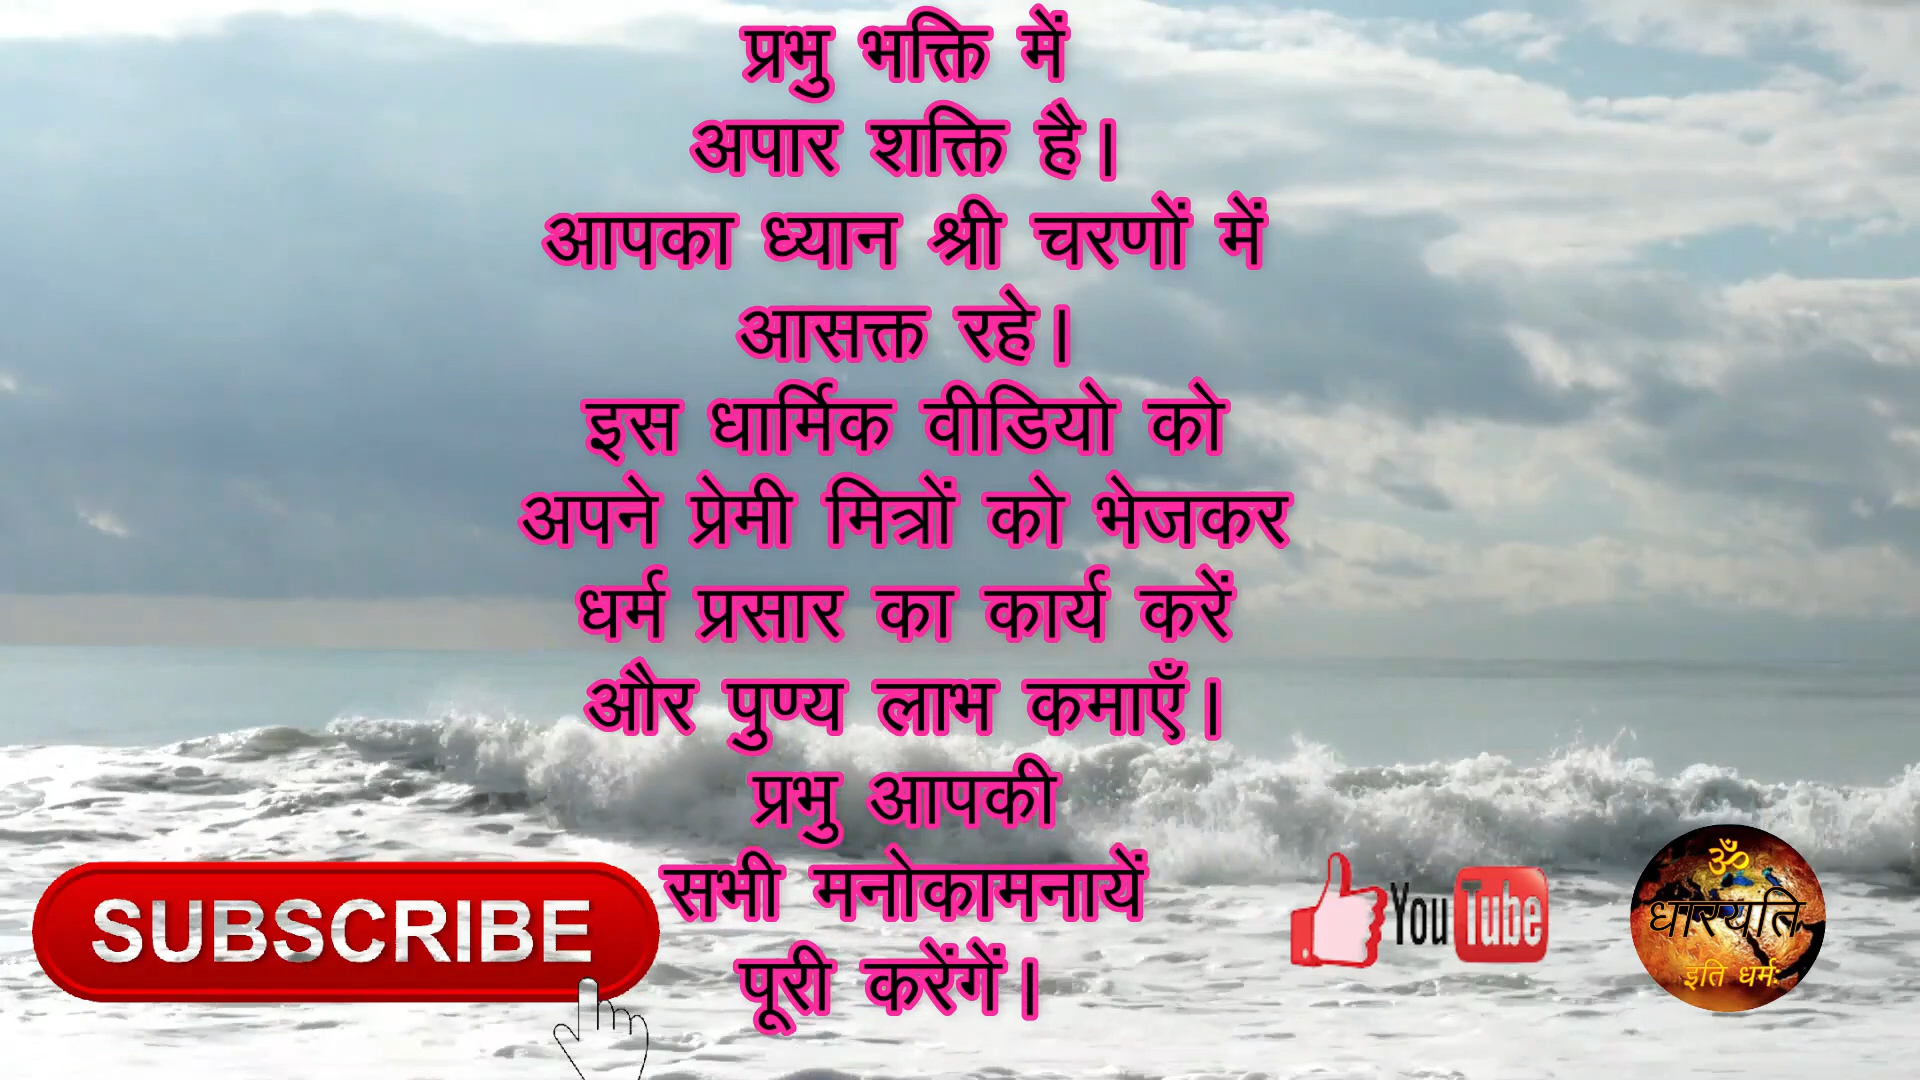 प्रभु भक्ति में
अपार शक्ति है।
आपका ध्यान श्री चरणों में
आसक्त रहे।
इस धार्मिक वीडियो को
अपने प्रेमी मित्रों को भेजकर
धर्म प्रसार का कार्य करें
और पुण्य लाभ कमाएँ।
प्रभु आपकी
सभी मनोकामनायें
पूरी करेंगें।
SUBSCRIBE
YouTube
ॐ
धारयति
इति धर्मः